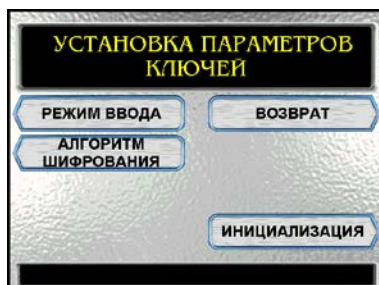 УСТАНОВКА ПАРАМЕТРОВ
КЛЮЧЕЙ
РЕЖИМ ВВОДА
ВОЗВРАТ
АЛГОРИТМ
ШИФРОВАНИЯ
ИНИЦИАЛИЗАЦИЯ